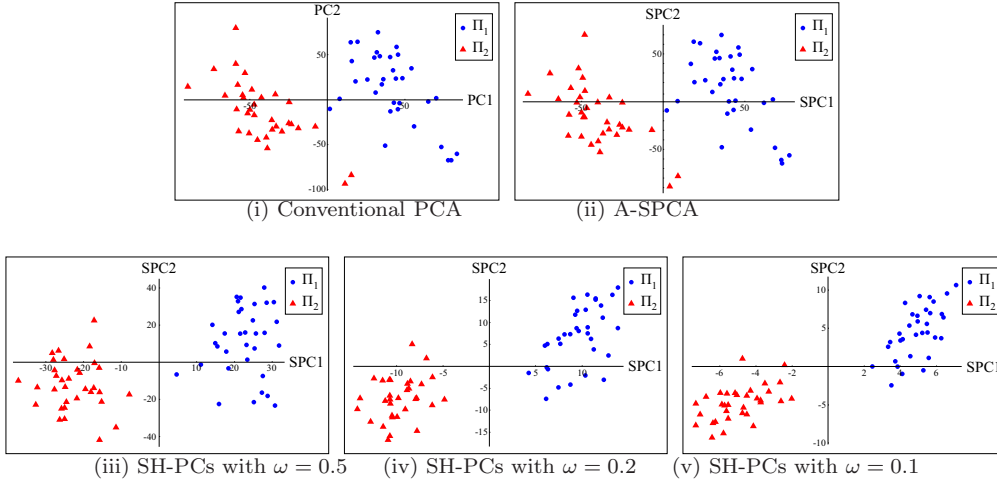 PC2
Π1
Π2
50
PC1
-50
50
-50
-100
(i) Conventional PCA
SPC2
Π1
Π2
50
SPC1
-50
50
-50
(ii) A-SPCA
SPC2
Π1
Π2
40
20
SPC1
-30 -20 -10 10 20 30
-20
-40
(iii) SH-PCs with ω = 0.5
SPC2
Π1
Π2
15
10
5
SPC1
-10 -5 5 10
-5
-10
-15
(iv) SH-PCs with ω = 0.2
SPC2
Π1
Π2
10
5
SPC1
-6 -4 -2 2 4 6
-5
-10
(v) SH-PCs with ω = 0.1